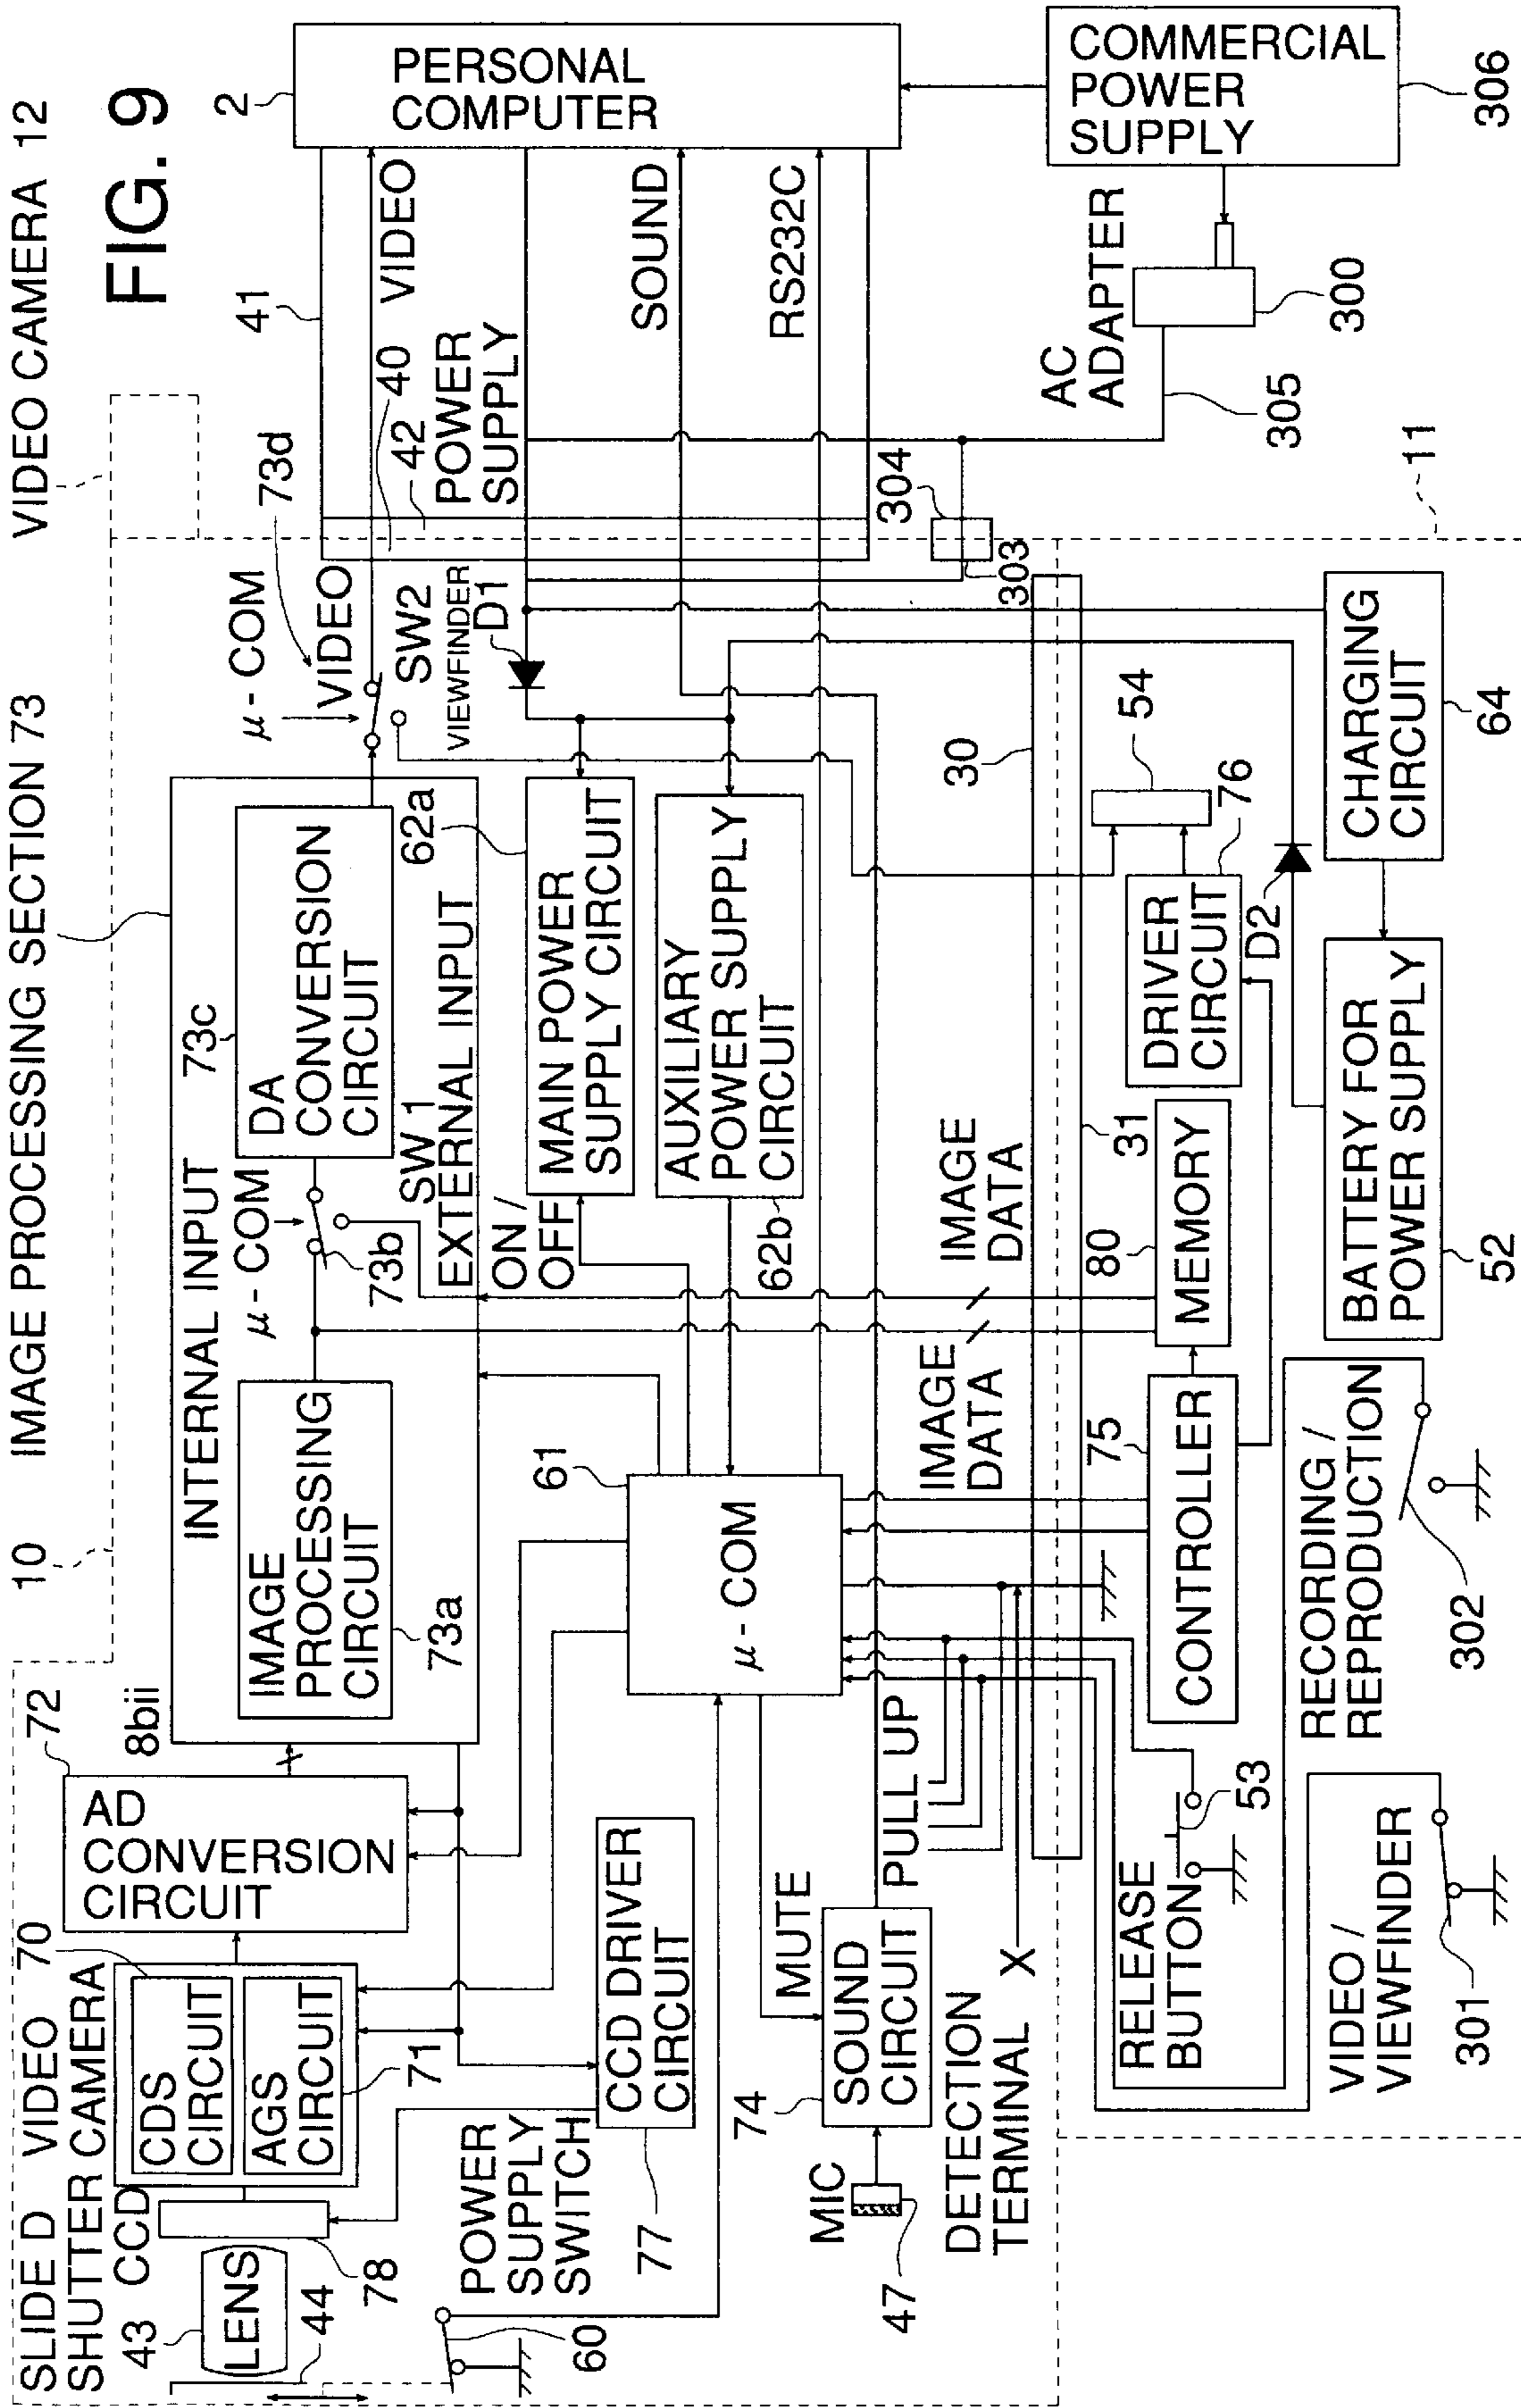 FIG. 9
10
IMAGE PROCESSING SECTION 73
VIDEO CAMERA 12
SLIDE D
SHUTTER
VIDEO
CAMERA
70
72
8bii
43
CCD
LENS
44
78
CDS
CIRCUIT
AGS
CIRCUIT
71
AD
CONVERSION
CIRCUIT
INTERNAL INPUT
IMAGE
PROCESSING
CIRCUIT
73a
μ-COM
73b
73c
DA
CONVERSION
CIRCUIT
SW 1
EXTERNAL INPUT
μ-COM
73d
VIDEO
SW2
VIEWFINDER
D1
41
40
42
VIDEO
POWER
SUPPLY
SOUND
RS232C
2
PERSONAL
COMPUTER
COMMERCIAL
POWER
SUPPLY
306
AC
ADAPTER
300
305
304
303
11
POWER
SUPPLY
SWITCH
60
CCD DRIVER
CIRCUIT
77
61
μ-COM
ON /
OFF
62a
MAIN POWER
SUPPLY CIRCUIT
AUXILIARY
POWER SUPPLY
CIRCUIT
62b
MUTE
74
SOUND
CIRCUIT
MIC
47
PULL UP
DETECTION
TERMINAL
X
IMAGE
DATA
IMAGE
DATA
30
31
RELEASE
BUTTON
53
75
CONTROLLER
80
MEMORY
DRIVER
CIRCUIT
76
54
D2
VIDEO /
VIEWFINDER
301
RECORDING /
REPRODUCTION
302
BATTERY FOR
POWER SUPPLY
52
CHARGING
CIRCUIT
64